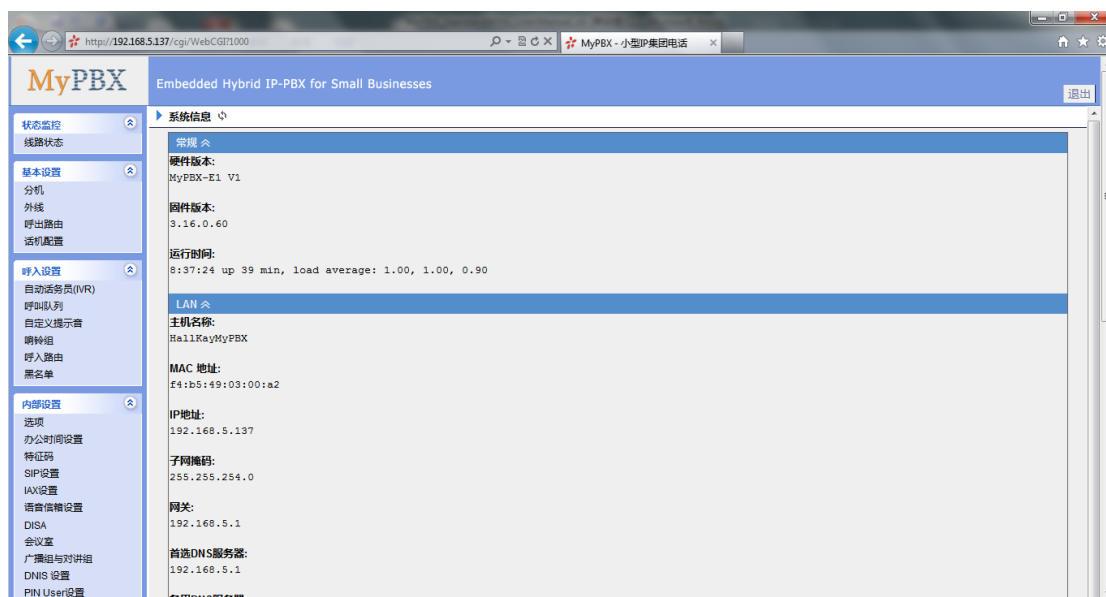 http://192.168.5.137/cgi/WebCGI?1000
MyPBX - 小型IP集团电话
MyPBX
Embedded Hybrid IP-PBX for Small Businesses
退出
状态监控
线路状态
基本设置
分机
外线
呼出路由
话机配置
呼入设置
自动话务员(IVR)
呼叫队列
自定义提示音
响铃组
呼入路由
黑名单
内部设置
选项
办公时间设置
特征码
SIP设置
IAX设置
语音信箱设置
DISA
会议室
广播组与对讲组
DNIS 设置
PIN User设置
系统信息
常规
硬件版本:
MyPBX-E1 V1
固件版本:
3.16.0.60
运行时间:
8:37:24 up 39 min, load average: 1.00, 1.00, 0.90
LAN
主机名称:
HallKayMyPBX
MAC 地址:
f4:b5:49:03:00:a2
IP地址:
192.168.5.137
子网掩码:
255.255.254.0
网关:
192.168.5.1
首选DNS服务器:
192.168.5.1